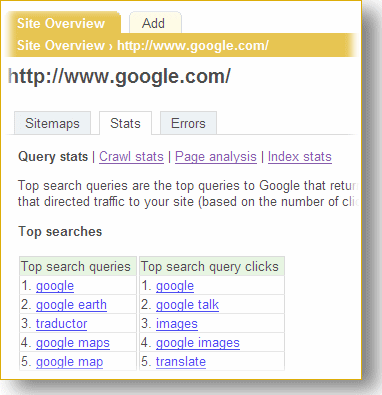 Site Overview Add
Site Overview › http://www.google.com/
http://www.google.com/
Sitemaps Stats Errors
Query stats | Crawl stats | Page analysis | Index stats
Top search queries are the top queries to Google that
that directed traffic to your site (based on the number of
Top searches
Top search queries Top search query clicks
1. google 1. google
2. google earth 2. google talk
3. traductor 3. images
4. google maps 4. google images
5. google map 5. translate